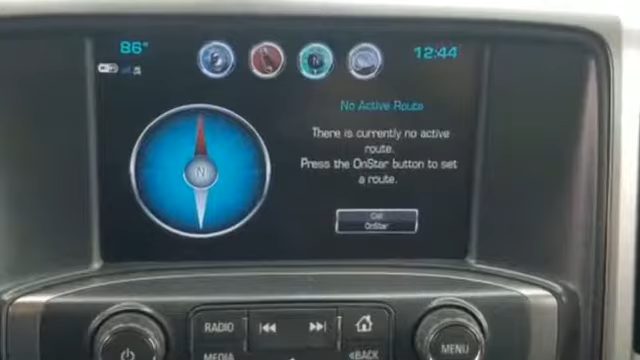 86°
12:44
N
No Active Route
There is currently no active
route.
Press the OnStar button to set
a route.
N
Call
OnStar
RADIO
MEDIA
<BACK
MENU